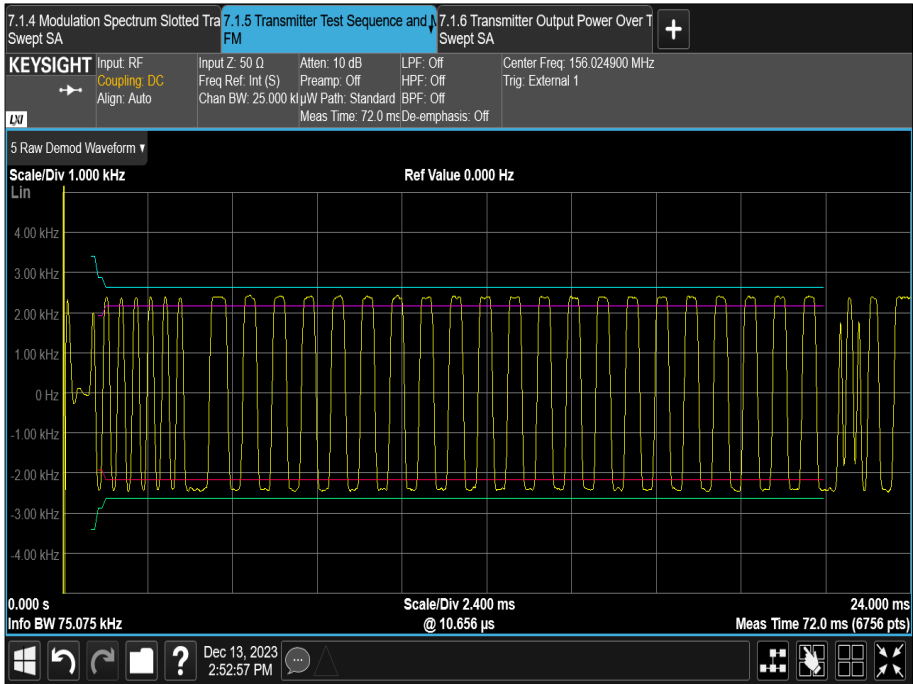 7.1.4 Modulation Spectrum Slotted Tra
Swept SA
7.1.5 Transmitter Test Sequence and
FM
7.1.6 Transmitter Output Power Over T
Swept SA
+
KEYSIGHT
LXI
Input: RF
Coupling: DC
Align: Auto
Input Z: 50 Ω
Freq Ref: Int (S)
Chan BW: 25.000 k
Atten: 10 dB
Preamp: Off
µW Path: Standard
Meas Time: 72.0 ms
LPF: Off
HPF: Off
BPF: Off
De-emphasis: Off
Center Freq: 156.024900 MHz
Trig: External 1
5 Raw Demod Waveform
Scale/Div 1.000 kHz
Ref Value 0.000 Hz
Lin
4.00 kHz
3.00 kHz
2.00 kHz
1.00 kHz
0 Hz
-1.00 kHz
-2.00 kHz
-3.00 kHz
-4.00 kHz
0.000 s
Scale/Div 2.400 ms
24.000 ms
Info BW 75.075 kHz
@ 10.656 µs
Meas Time 72.0 ms (6756 pts)
?
Dec 13, 2023
2:52:57 PM